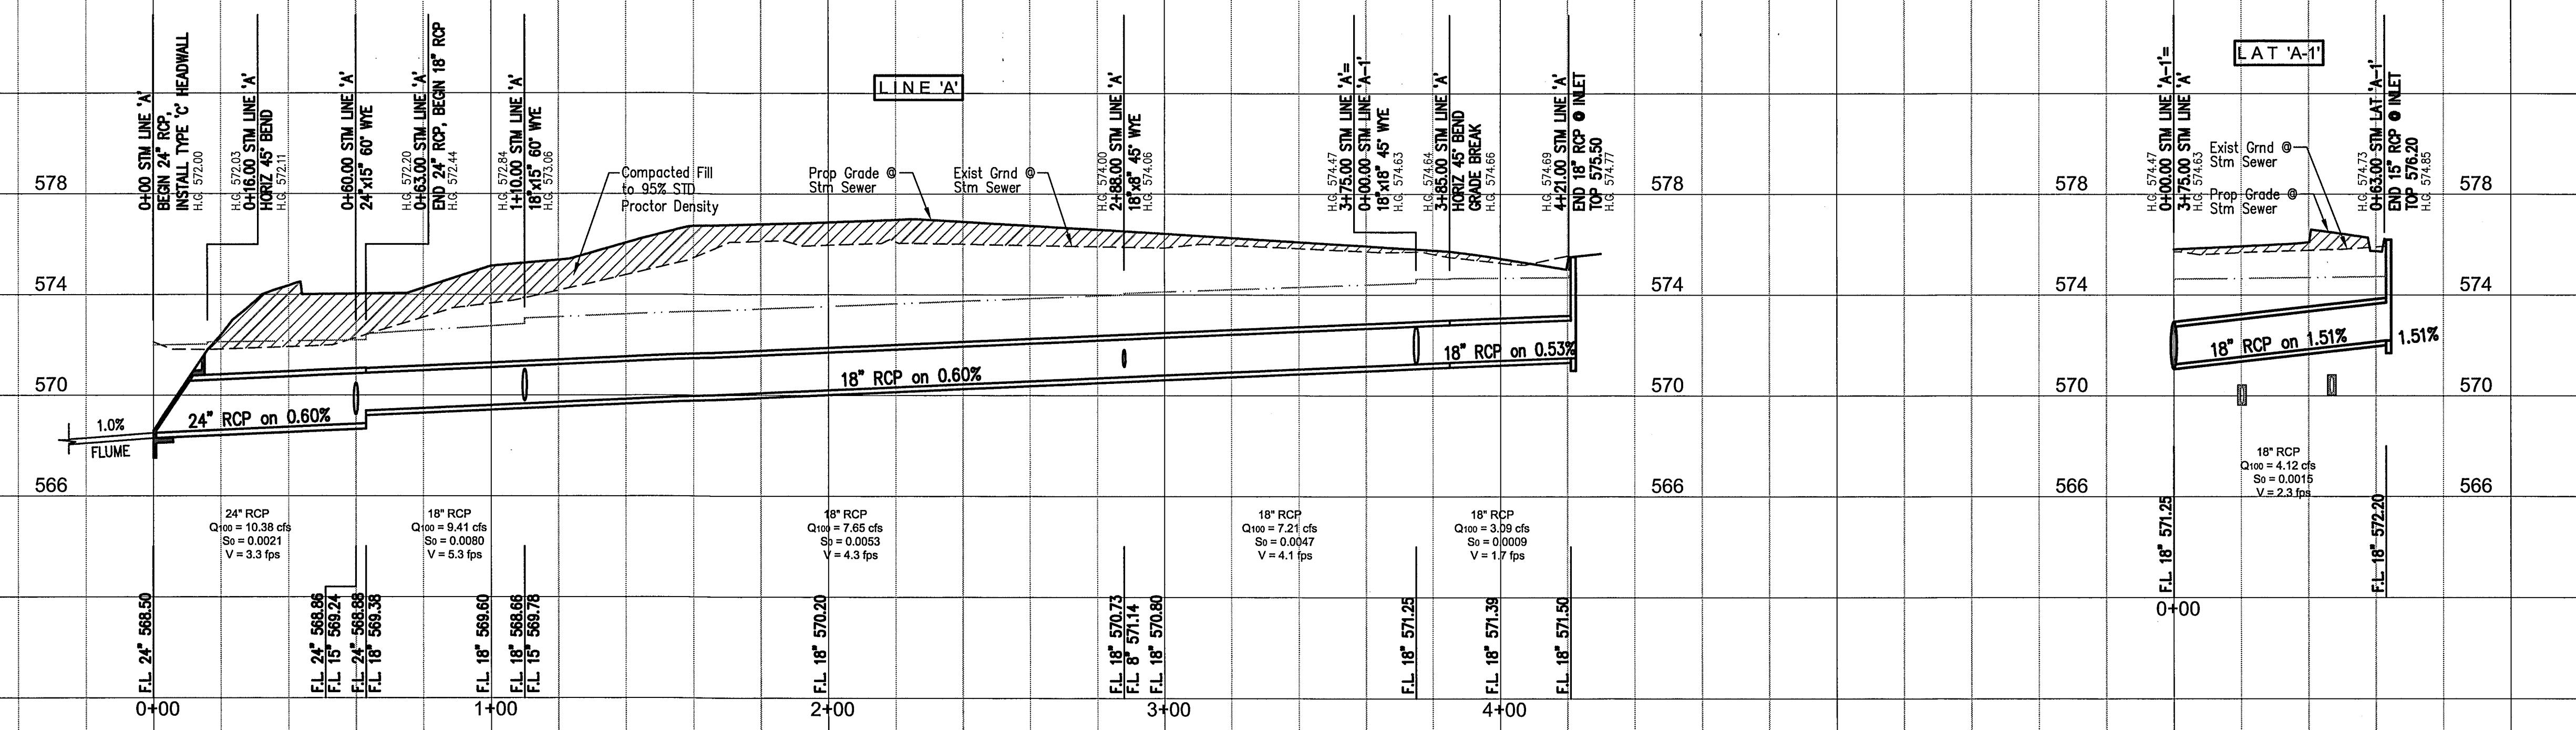 LINE 'A'
LAT 'A-1'
0+00 STM LINE 'A'
BEGIN 24" RCP,
INSTALL TYPE 'C' HEADWALL
H.G. 572.00
H.G. 572.03
0+16.00 STM LINE 'A'
HORIZ 45° BEND
H.G. 572.11
0+60.00 STM LINE 'A'
24"x15" 60° WYE
H.G. 572.20
0+63.00 STM LINE 'A'
END 24" RCP, BEGIN 18" RCP
H.G. 572.44
H.G. 572.84
1+10.00 STM LINE 'A'
18"x15" 60° WYE
H.G. 573.06
Compacted Fill
to 95% STD
Proctor Density
Prop Grade @
Stm Sewer
Exist Grnd @
Stm Sewer
H.G. 574.00
2+88.00 STM LINE 'A'
18"x8" 45° WYE
H.G. 574.06
H.G. 574.47
3+75.00 STM LINE 'A'=
0+00.00 STM LINE 'A-1'
18"x18" 45° WYE
H.G. 574.63
H.G. 574.64
3+85.00 STM LINE 'A'
HORIZ 45° BEND
GRADE BREAK
H.G. 574.66
H.G. 574.69
4+21.00 STM LINE 'A'
END 18" RCP @ INLET
TOP 575.50
H.G. 574.77
H.G. 574.47
0+00.00 STM LINE 'A-1'=
3+75.00 STM LINE 'A'
H.G. 574.63
Exist Grnd @
Stm Sewer
Prop Grade @
Stm Sewer
H.G. 574.73
0+63.00 STM LAT 'A-1'
END 15" RCP @ INLET
TOP 576.20
H.G. 574.85
578
578
578
578
574
574
574
574
570
570
570
570
566
566
566
566
1.0%
FLUME
24" RCP on 0.60%
18" RCP on 0.60%
18" RCP on 0.53%
18" RCP on 1.51%
1.51%
24" RCP
Q100 = 10.38 cfs
S0 = 0.0021
V = 3.3 fps
18" RCP
Q100 = 9.41 cfs
S0 = 0.0080
V = 5.3 fps
18" RCP
Q100 = 7.65 cfs
S0 = 0.0053
V = 4.3 fps
18" RCP
Q100 = 7.21 cfs
S0 = 0.0047
V = 4.1 fps
18" RCP
Q100 = 3.09 cfs
S0 = 0.0009
V = 1.7 fps
18" RCP
Q100 = 4.12 cfs
S0 = 0.0015
V = 2.3 fps
F.L. 24" 568.50
F.L. 24" 568.86
F.L. 15" 569.24
F.L. 24" 568.88
F.L. 18" 569.38
F.L. 18" 569.60
F.L. 18" 568.66
F.L. 15" 569.78
F.L. 18" 570.20
F.L. 18" 570.73
F.L. 8" 571.14
F.L. 18" 570.80
F.L. 18" 571.25
F.L. 18" 571.39
F.L. 18" 571.50
F.L. 18" 571.25
F.L. 18" 572.20
0+00
1+00
2+00
3+00
4+00
0+00